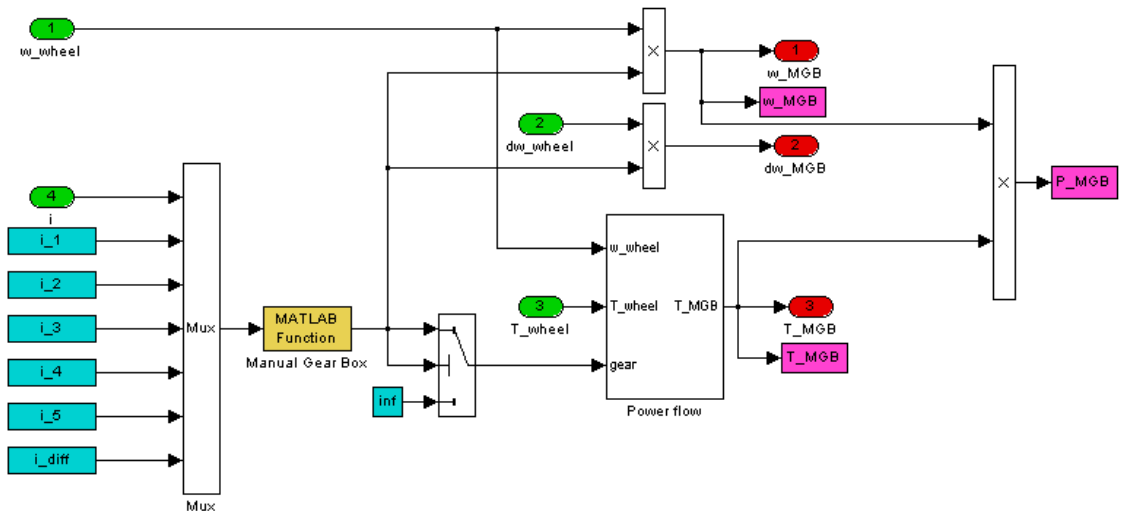 1
w_wheel
1
w_MGB
w_MGB
2
dw_wheel
2
dw_MGB
P_MGB
4
i
i_1
i_2
i_3
i_4
i_5
i_diff
Mux
Mux
MATLAB
Function
Manual Gear Box
inf
3
T_wheel
w_wheel
T_wheel
T_MGB
gear
Power flow
3
T_MGB
T_MGB
×
×
×